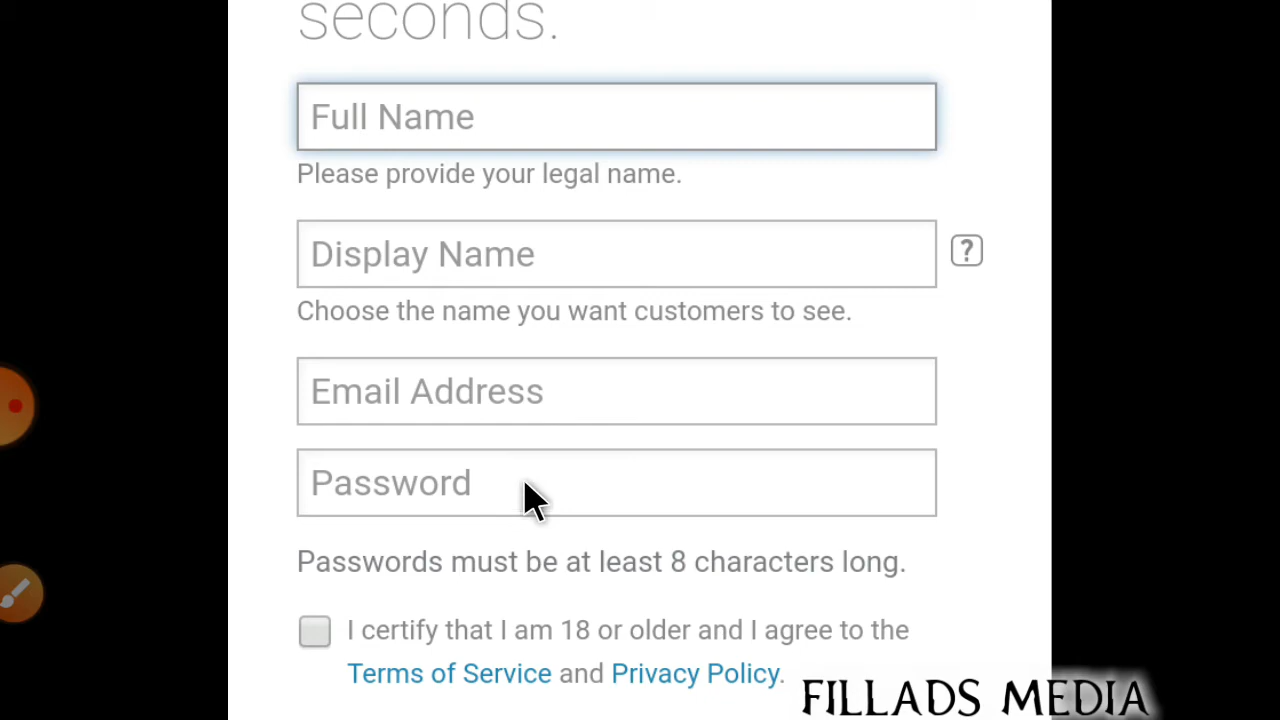 seconds.
Full Name
Please provide your legal name.
Display Name
?
Choose the name you want customers to see.
Email Address
Password
Passwords must be at least 8 characters long.
I certify that I am 18 or older and I agree to the
Terms of Service and Privacy Policy.
FILLADS MEDIA